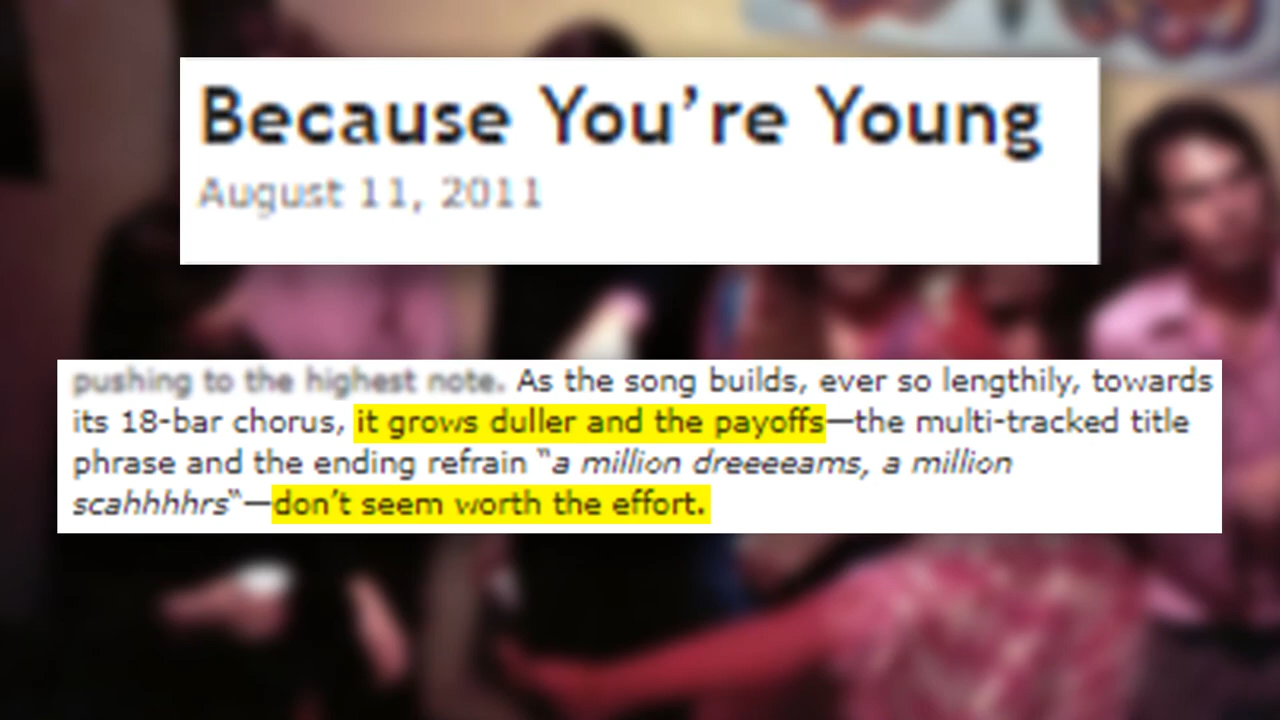 Because You’re Young
August 11, 2011
pushing to the highest note. As the song builds, ever so lengthily, towards
its 18-bar chorus, it grows duller and the payoffs—the multi-tracked title
phrase and the ending refrain “a million dreeeeams, a million
scahhhhrs“—don’t seem worth the effort.